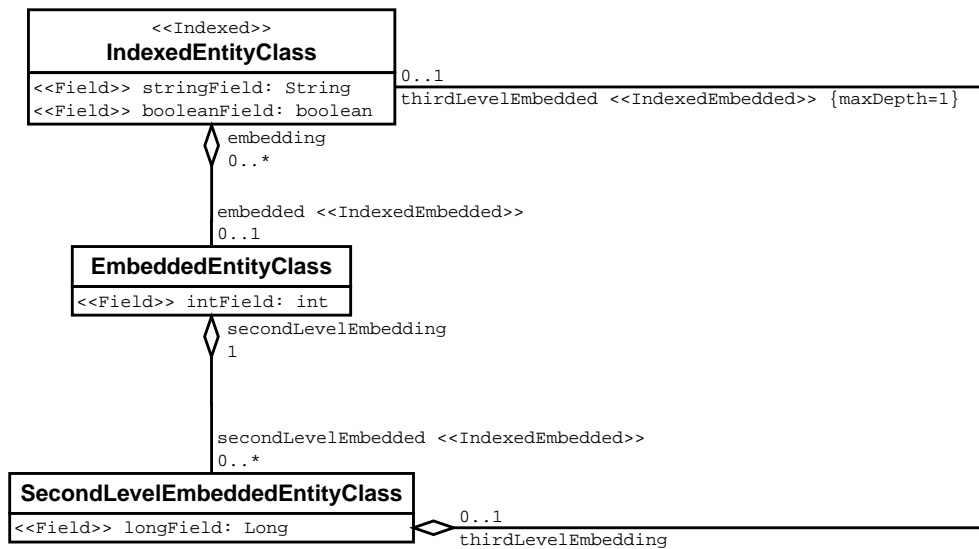 <<Indexed>>
IndexedEntityClass
<<Field>> stringField: String
<<Field>> booleanField: boolean
0..1
thirdLevelEmbedded <<IndexedEmbedded>> {maxDepth=1}
embedding
0..*
embedded <<IndexedEmbedded>>
0..1
EmbeddedEntityClass
<<Field>> intField: int
secondLevelEmbedding
1
secondLevelEmbedded <<IndexedEmbedded>>
0..*
SecondLevelEmbeddedEntityClass
<<Field>> longField: Long
0..1
thirdLevelEmbedding